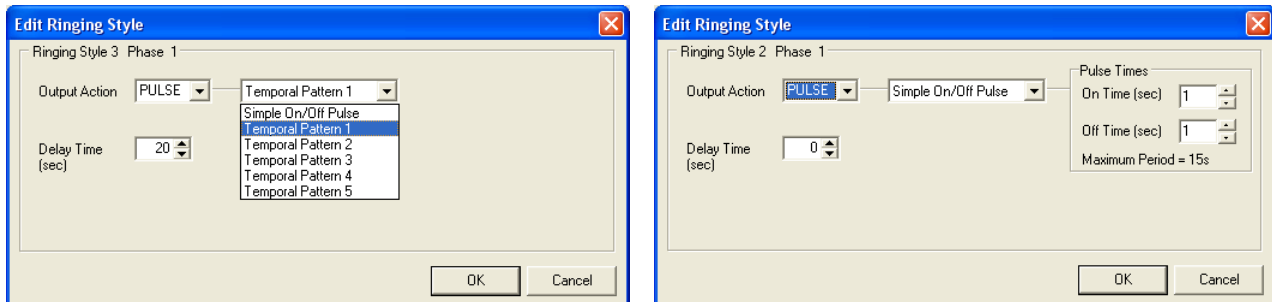 Edit Ringing Style
Ringing Style 3 Phase 1
Output Action PULSE Temporal Pattern 1
Simple On/Off Pulse
Temporal Pattern 1
Temporal Pattern 2
Temporal Pattern 3
Temporal Pattern 4
Temporal Pattern 5
Delay Time
(sec)
20
OK Cancel
Edit Ringing Style
Ringing Style 2 Phase 1
Output Action PULSE Simple On/Off Pulse
Pulse Times
On Time (sec) 1
Off Time (sec) 1
Maximum Period = 15s
Delay Time
(sec)
0
OK Cancel